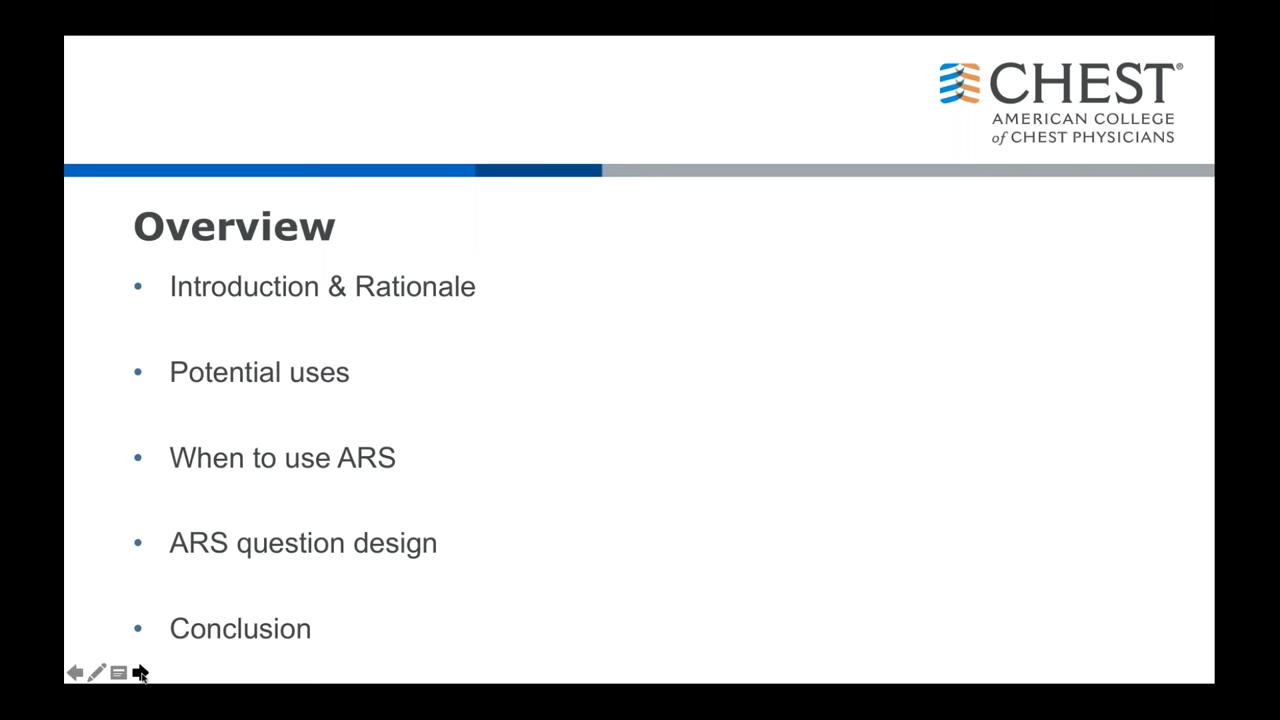 CHEST®
AMERICAN COLLEGE
of CHEST PHYSICIANS
Overview
• Introduction & Rationale
• Potential uses
• When to use ARS
• ARS question design
• Conclusion